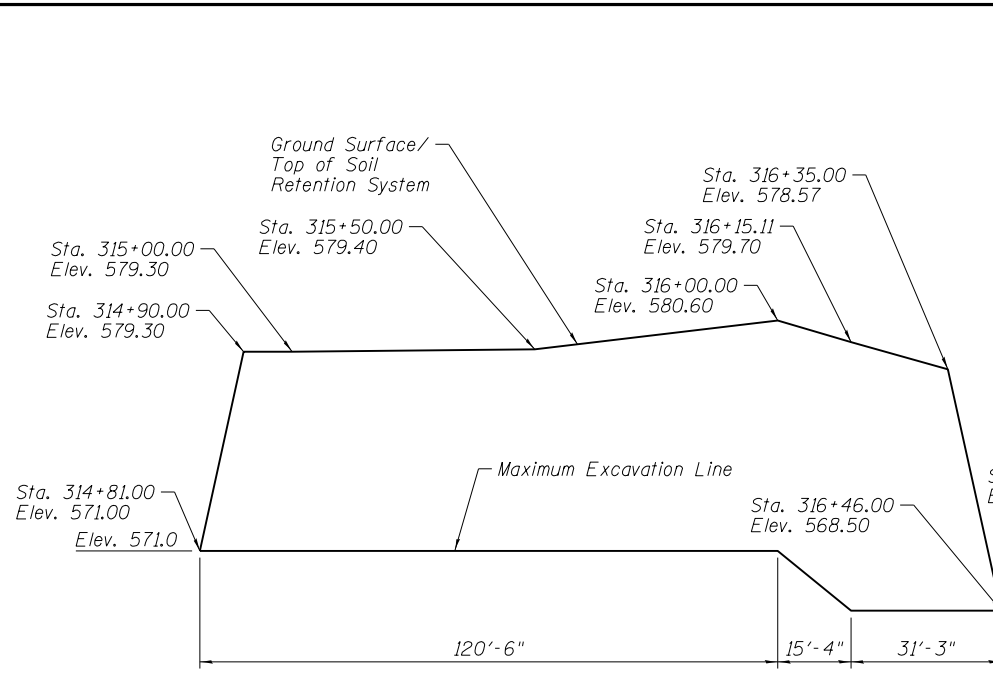 Ground Surface/
Top of Soil
Retention System
Sta. 316+35.00
Elev. 578.57
Sta. 315+50.00
Elev. 579.40
Sta. 316+15.11
Elev. 579.70
Sta. 315+00.00
Elev. 579.30
Sta. 316+00.00
Elev. 580.60
Sta. 314+90.00
Elev. 579.30
Maximum Excavation Line
Sta. 314+81.00
Elev. 571.00
Sta. 316+46.00
Elev. 568.50
Elev. 571.0
120'-6"
15'-4"
31'-3"